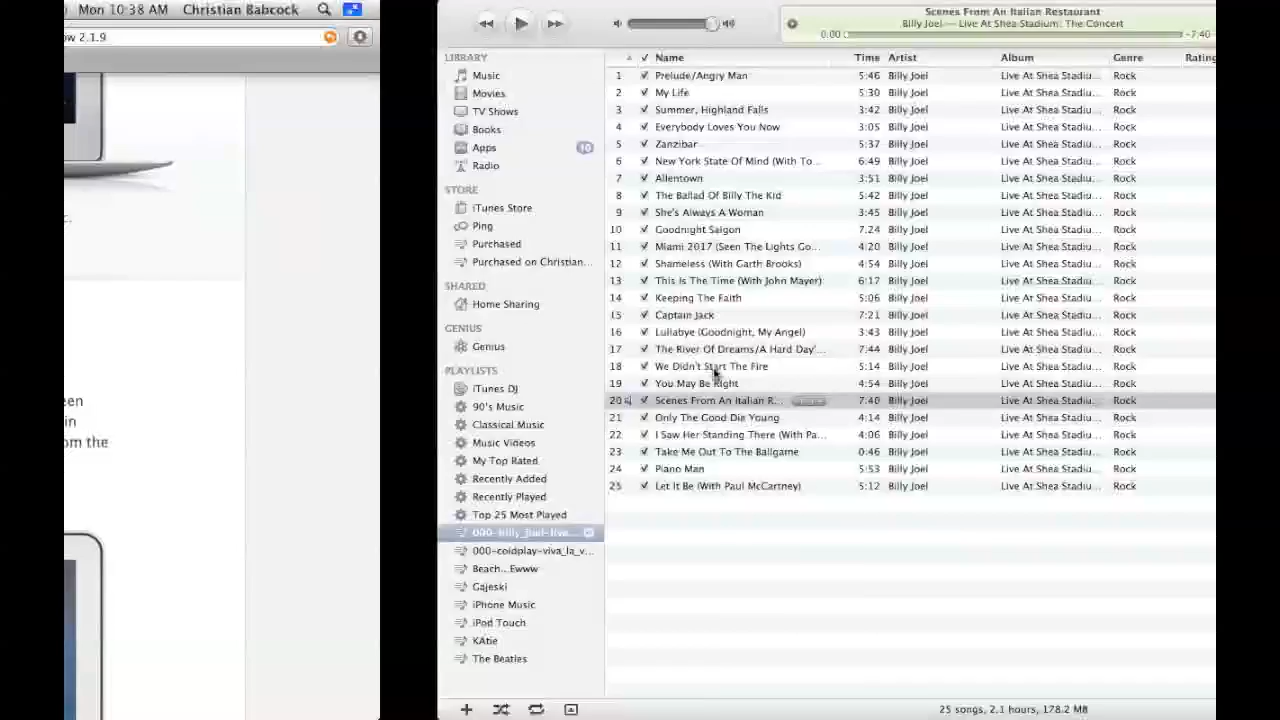 Mon 10:38 AM Christian Babcock
ow 2.1.9
r.
een
in
om the
Scenes From An Italian Restaurant
Billy Joel — Live At Shea Stadium: The Concert
0:00 -7:40
LIBRARY
Music
Movies
TV Shows
Books
Apps 10
Radio
STORE
iTunes Store
Ping
Purchased
Purchased on Christian...
SHARED
Home Sharing
GENIUS
Genius
PLAYLISTS
iTunes DJ
90's Music
Classical Music
Music Videos
My Top Rated
Recently Added
Recently Played
Top 25 Most Played
000-billy_joel-live...
000-coldplay-viva_la_v...
Beach...Ewww
Gajeski
iPhone Music
iPod Touch
KAtie
The Beatles
Name Time Artist Album Genre Rating
1 Prelude/Angry Man 5:46 Billy Joel Live At Shea Stadiu... Rock
2 My Life 5:30 Billy Joel Live At Shea Stadiu... Rock
3 Summer, Highland Falls 3:42 Billy Joel Live At Shea Stadiu... Rock
4 Everybody Loves You Now 3:05 Billy Joel Live At Shea Stadiu... Rock
5 Zanzibar 5:37 Billy Joel Live At Shea Stadiu... Rock
6 New York State Of Mind (With To... 6:49 Billy Joel Live At Shea Stadiu... Rock
7 Allentown 3:51 Billy Joel Live At Shea Stadiu... Rock
8 The Ballad Of Billy The Kid 5:42 Billy Joel Live At Shea Stadiu... Rock
9 She's Always A Woman 3:45 Billy Joel Live At Shea Stadiu... Rock
10 Goodnight Saigon 7:24 Billy Joel Live At Shea Stadiu... Rock
11 Miami 2017 (Seen The Lights Go... 4:20 Billy Joel Live At Shea Stadiu... Rock
12 Shameless (With Garth Brooks) 4:54 Billy Joel Live At Shea Stadiu... Rock
13 This Is The Time (With John Mayer) 6:17 Billy Joel Live At Shea Stadiu... Rock
14 Keeping The Faith 5:06 Billy Joel Live At Shea Stadiu... Rock
15 Captain Jack 7:21 Billy Joel Live At Shea Stadiu... Rock
16 Lullabye (Goodnight, My Angel) 3:43 Billy Joel Live At Shea Stadiu... Rock
17 The River Of Dreams/A Hard Day'... 7:44 Billy Joel Live At Shea Stadiu... Rock
18 We Didn't Start The Fire 5:14 Billy Joel Live At Shea Stadiu... Rock
19 You May Be Right 4:54 Billy Joel Live At Shea Stadiu... Rock
20 Scenes From An Italian R... 7:40 Billy Joel Live At Shea Stadiu... Rock
21 Only The Good Die Young 4:14 Billy Joel Live At Shea Stadiu... Rock
22 I Saw Her Standing There (With Pa... 4:06 Billy Joel Live At Shea Stadiu... Rock
23 Take Me Out To The Ballgame 0:46 Billy Joel Live At Shea Stadiu... Rock
24 Piano Man 5:53 Billy Joel Live At Shea Stadiu... Rock
25 Let It Be (With Paul McCartney) 5:12 Billy Joel Live At Shea Stadiu... Rock
25 songs, 2.1 hours, 178.2 MB